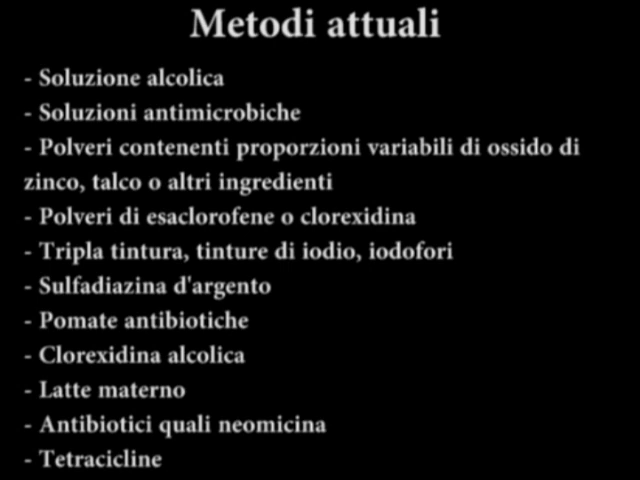 Metodi attuali
- Soluzione alcolica
- Soluzioni antimicrobiche
- Polveri contenenti proporzioni variabili di ossido di
zinco, talco o altri ingredienti
- Polveri di esaclorofene o clorexidina
- Tripla tintura, tinture di iodio, iodofori
- Sulfadiazina d'argento
- Pomate antibiotiche
- Clorexidina alcolica
- Latte materno
- Antibiotici quali neomicina
- Tetracicline